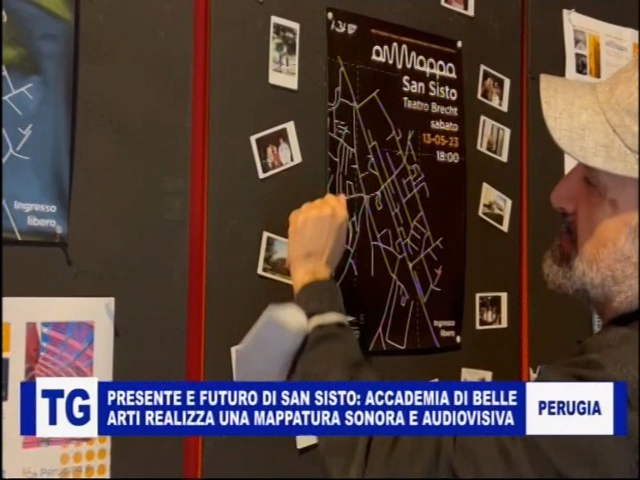 anMappa
San Sisto
Teatro Brecht
sabato
13-05-23
18:00
Ingresso
libero
Ingresso
libero
TG
PRESENTE E FUTURO DI SAN SISTO: ACCADEMIA DI BELLE
ARTI REALIZZA UNA MAPPATURA SONORA E AUDIOVISIVA
PERUGIA